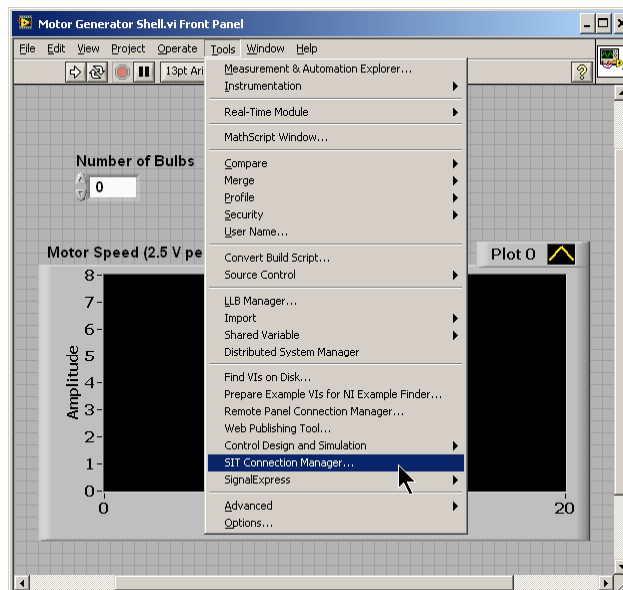 Motor Generator Shell.vi Front Panel
File Edit View Project Operate Tools Window Help
13pt Ari
?
Measurement & Automation Explorer...
Instrumentation
Real-Time Module
MathScript Window...
Compare
Merge
Profile
Security
User Name...
Convert Build Script...
Source Control
LLB Manager...
Import
Shared Variable
Distributed System Manager
Find VIs on Disk...
Prepare Example VIs for NI Example Finder...
Remote Panel Connection Manager...
Web Publishing Tool...
Control Design and Simulation
SIT Connection Manager...
SignalExpress
Advanced
Options...
Number of Bulbs
0
Motor Speed (2.5 V pe
Plot 0
Amplitude
8
7
6
5
4
3
2
1
0
0
20